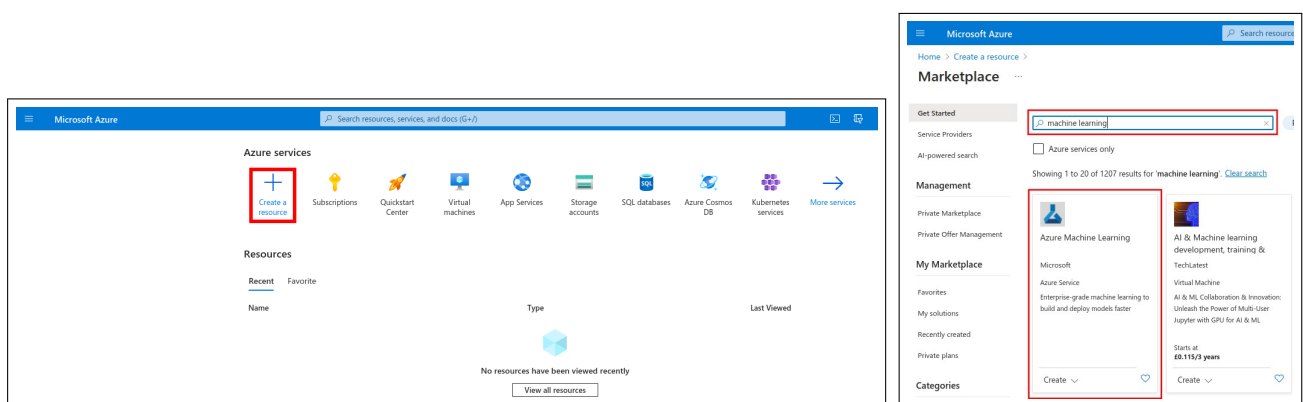 Microsoft Azure
Search resources, services, and docs (G+/)
Azure services
Create a
resource
Subscriptions
Quickstart
Center
Virtual
machines
App Services
Storage
accounts
SQL
SQL databases
Azure Cosmos
DB
Kubernetes
services
More services
Resources
Recent Favorite
Name Type Last Viewed
No resources have been viewed recently
View all resources
Microsoft Azure
Search resource
Home > Create a resource >
Marketplace ...
Get Started
Service Providers
AI-powered search
Management
Private Marketplace
Private Offer Management
My Marketplace
Favorites
My solutions
Recently created
Private plans
Categories
machine learning
Azure services only
Showing 1 to 20 of 1207 results for 'machine learning'. Clear search
Azure Machine Learning
Microsoft
Azure Service
Enterprise-grade machine learning to
build and deploy models faster
Create
AI & Machine learning
development, training &
TechLatest
Virtual Machine
AI & ML Collaboration & Innovation:
Unleash the Power of Multi-User
Jupyter with GPU for AI & ML
Starts at
£0.115/3 years
Create